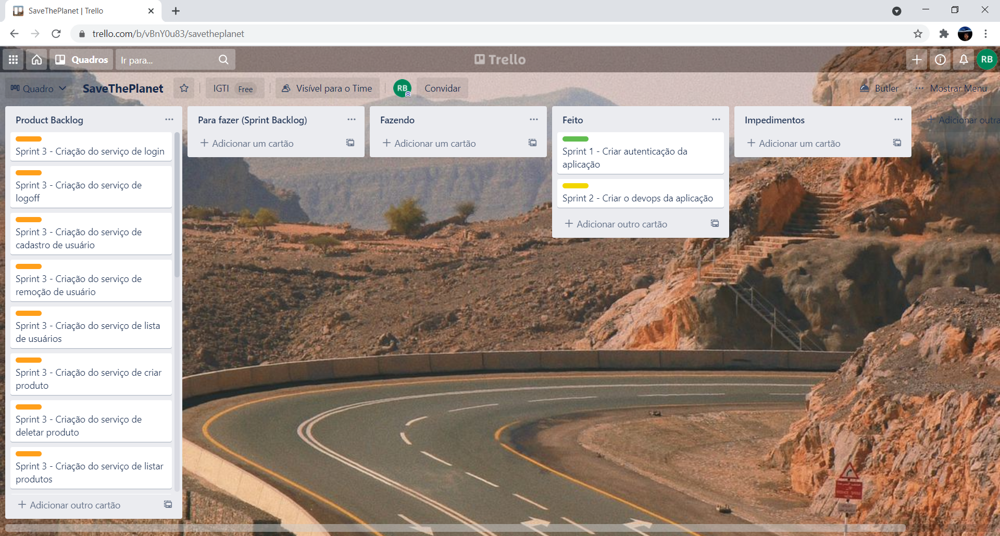 SaveThePlanet | Trello
trello.com/b/vBnY0u83/savetheplanet
Quadros
Ir para...
Trello
RB
Quadro
SaveThePlanet
IGTI Free
Visível para o Time
RB
Convidar
Butler
Mostrar Menu
Product Backlog
Sprint 3 - Criação do serviço de login
Sprint 3 - Criação do serviço de
logoff
Sprint 3 - Criação do serviço de
cadastro de usuário
Sprint 3 - Criação do serviço de
remoção de usuário
Sprint 3 - Criação do serviço de lista
de usuários
Sprint 3 - Criação do serviço de criar
produto
Sprint 3 - Criação do serviço de
deletar produto
Sprint 3 - Criação do serviço de listar
produtos
Adicionar outro cartão
Para fazer (Sprint Backlog)
Adicionar um cartão
Fazendo
Adicionar um cartão
Feito
Sprint 1 - Criar autenticação da
aplicação
Sprint 2 - Criar o devops da aplicação
Adicionar outro cartão
Impedimentos
Adicionar um cartão
Adicionar outra